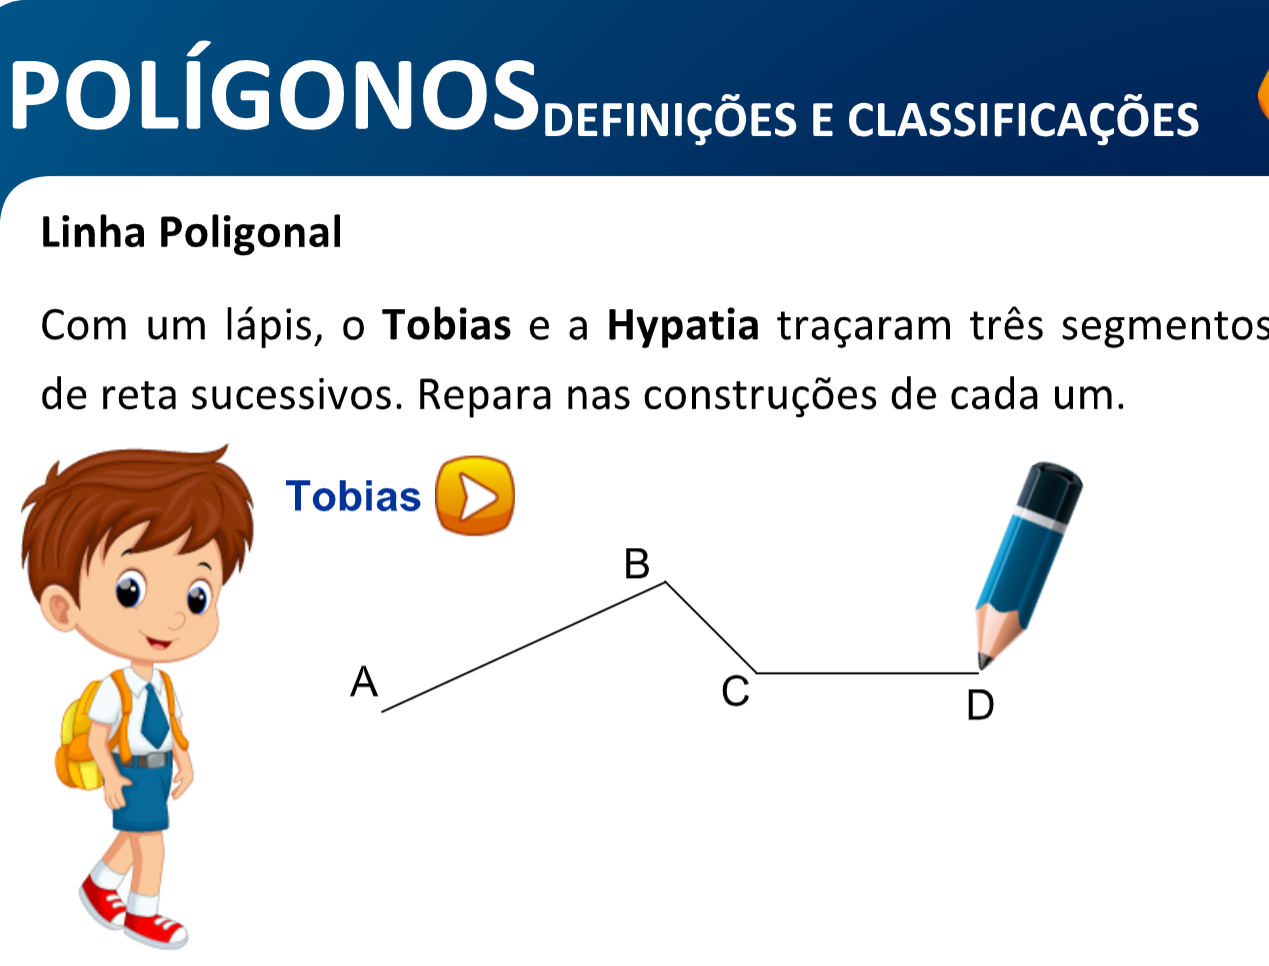 POLÍGONOS DEFINIÇÕES E CLASSIFICAÇÕES
Linha Poligonal
Com um lápis, o Tobias e a Hypatia traçaram três segmentos
de reta sucessivos. Repara nas construções de cada um.
Tobias
B
A
C
D